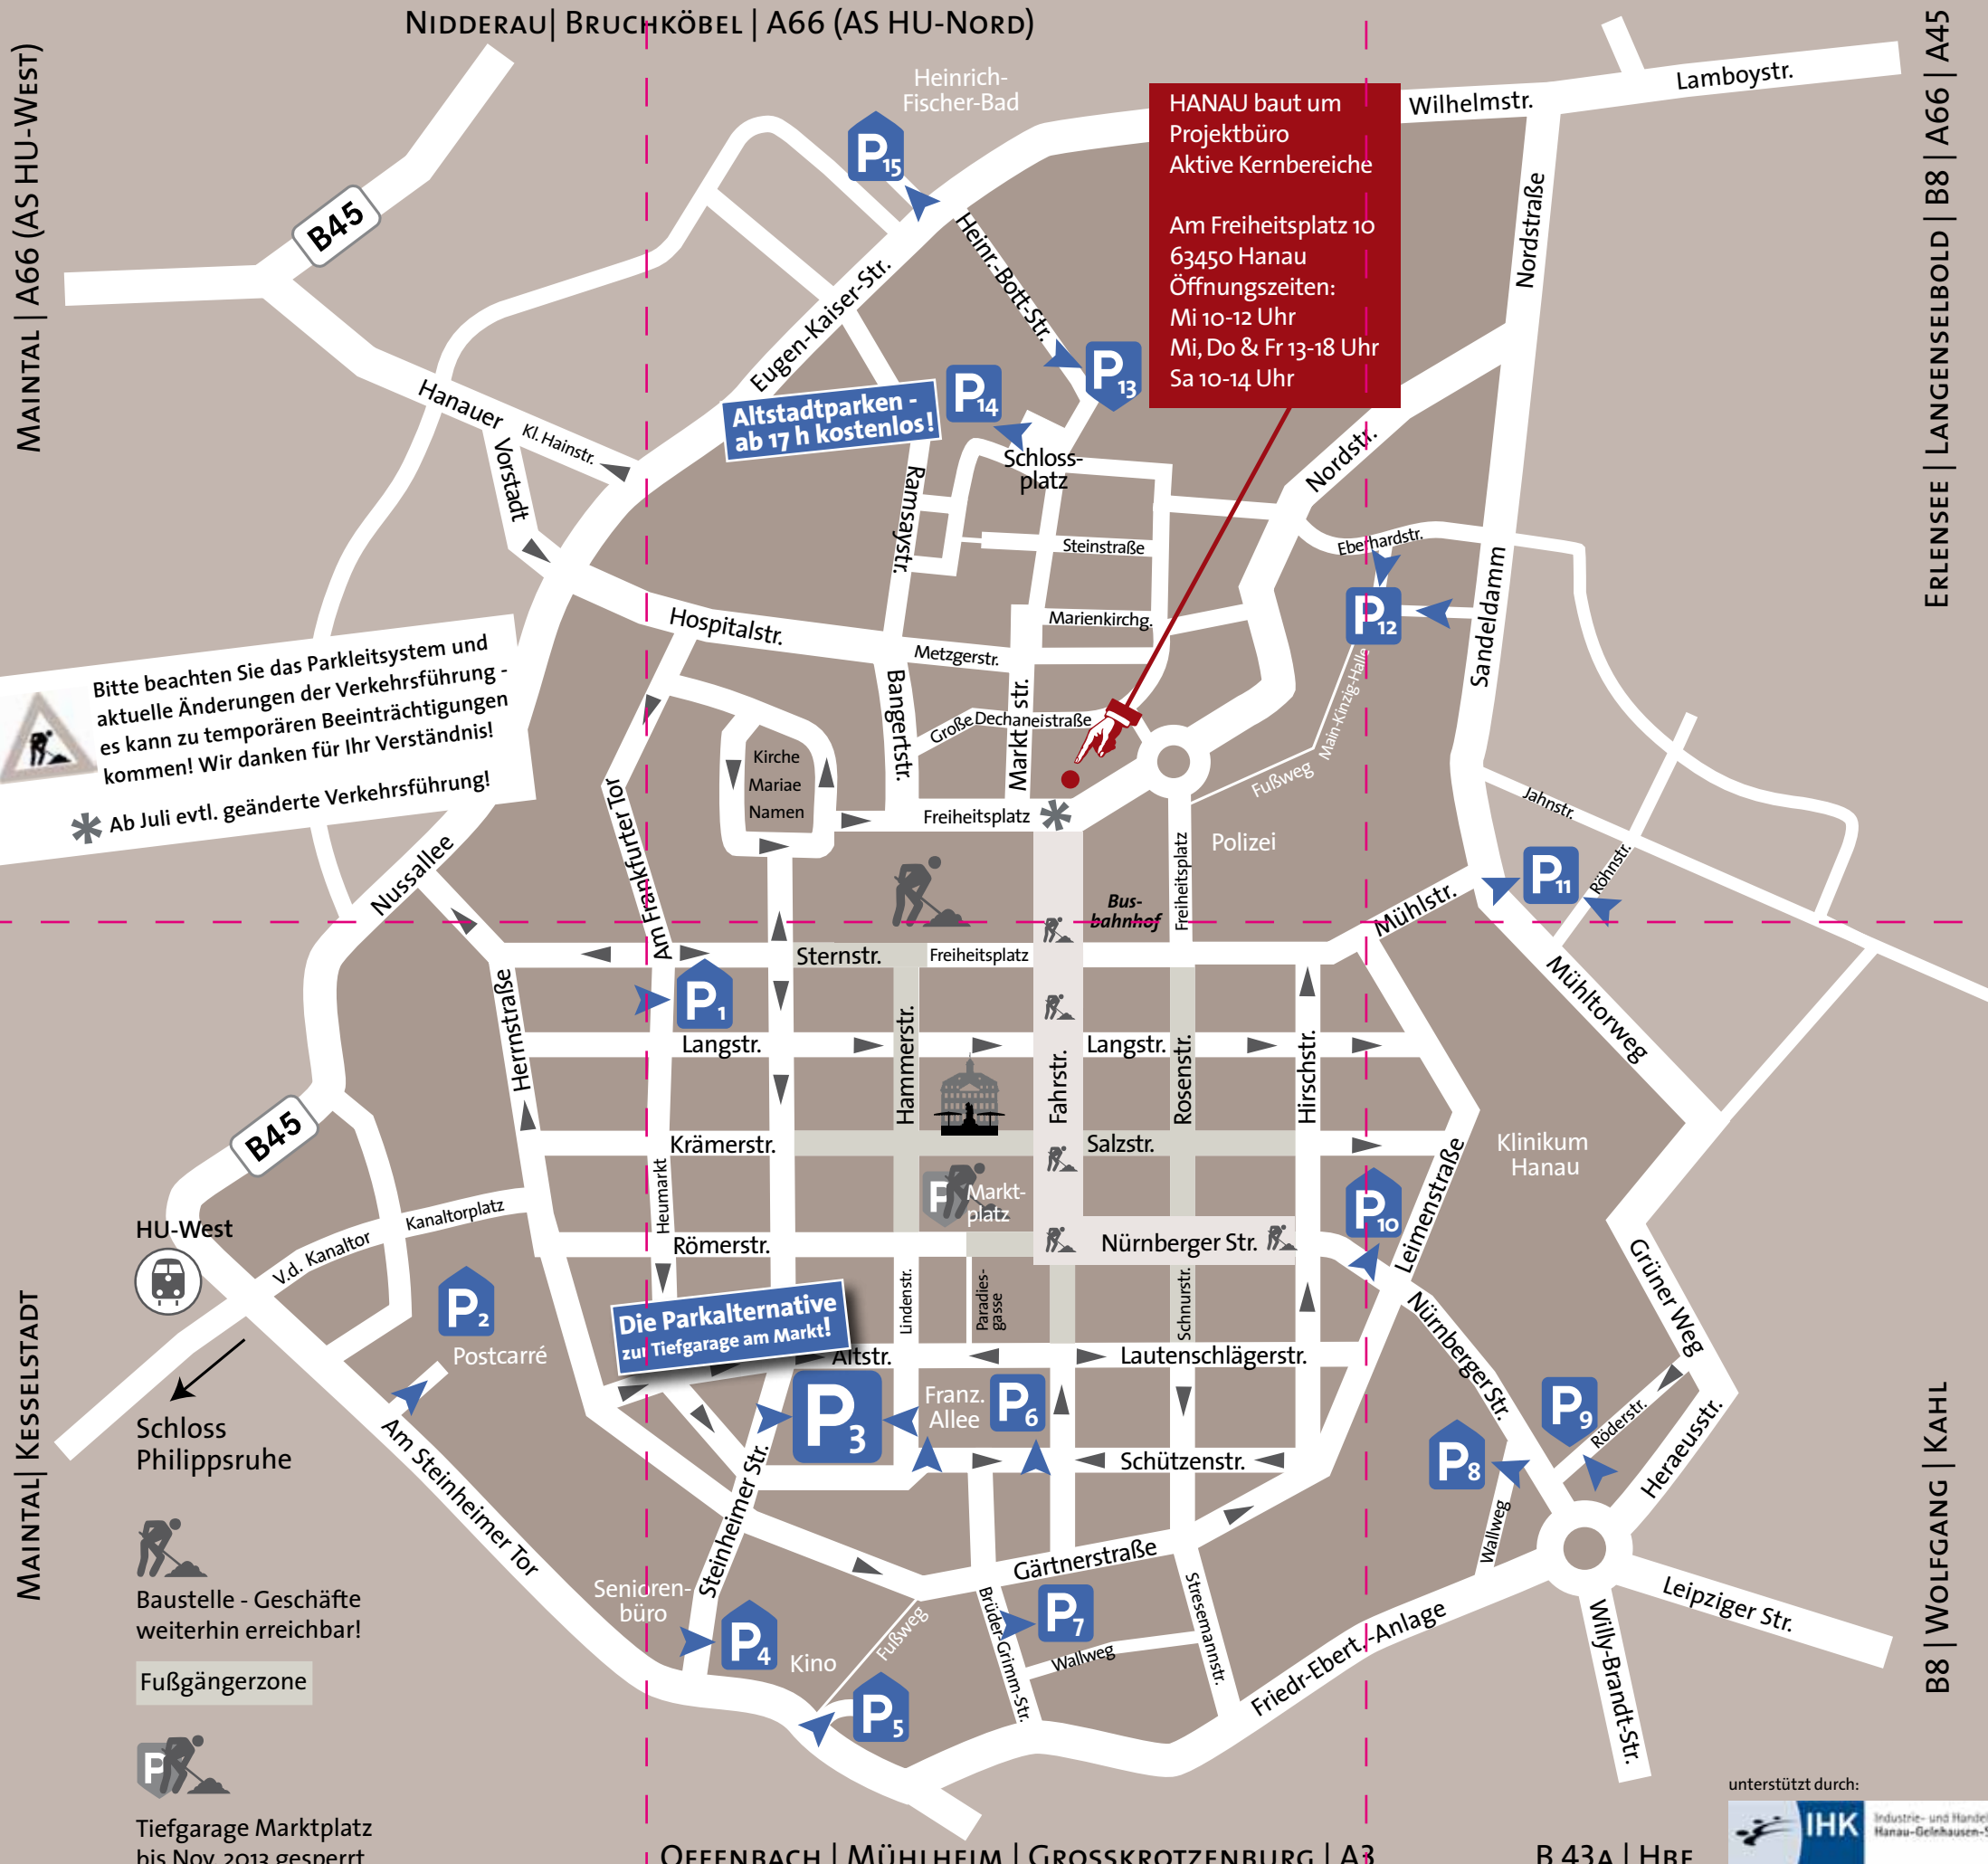 NIDDERAU| BRUCHKÖBEL | A66 (AS HU-NORD)
MAINTAL | A66 (AS HU-WEST)
ERLENSEE | LANGENSELBOLD | B8 | A66 | A45
Heinrich-
Fischer-Bad
HANAU baut um
Projektbüro
Aktive Kernbereiche
Am Freiheitsplatz 10
63450 Hanau
Öffnungszeiten:
Mi 10-12 Uhr
Mi, Do & Fr 13-18 Uhr
Sa 10-14 Uhr
Wilhelmstr.
Lamboystr.
P15
B45
Nordstraße
Heinr.-Bott-Str.
Eugen-Kaiser-Str.
P13
P14
Altstadtparken -
ab 17 h kostenlos!
Hanauer
Vorstadt
Kl. Hainstr.
Schloss-
platz
Nordstr.
Ramsaystr.
Steinstraße
Eberhardstr.
P12
Sandeldamm
Marienkirchg.
Hospitalstr.
Metzgerstr.
Bangertstr.
Große Dechaneistraße
Marktstr.
Main-Kinzig-Halle
Fußweg
Bitte beachten Sie das Parkleitsystem und
aktuelle Änderungen der Verkehrsführung -
es kann zu temporären Beeinträchtigungen
kommen! Wir danken für Ihr Verständnis!
* Ab Juli evtl. geänderte Verkehrsführung!
Kirche
Mariae
Namen
Am Frankfurter Tor
Freiheitsplatz *
Freiheitsplatz
Polizei
Jahnstr.
Röhnstr.
P11
Nussallee
Bus-
bahnhof
Mühlstr.
Sternstr.
Freiheitsplatz
Mühltorweg
Herrnstraße
P1
Langstr.
Langstr.
Hammerstr.
Fahrstr.
Rosenstr.
Hirschstr.
B45
Krämerstr.
Salzstr.
Klinikum
Hanau
Leimenstraße
Heumarkt
P
Markt-
platz
P10
Kanaltorplatz
V.d. Kanaltor
HU-West
Römerstr.
Nürnberger Str.
Grüner Weg
P2
Postcarré
Lindenstr.
Paradies-
gasse
Schnurstr.
Nürnberger Str.
Die Parkalternative
zur Tiefgarage am Markt!
Altstr.
Lautenschlägerstr.
Schloss
Philippsruhe
P3
Franz.
Allee
P6
P9
Röderstr.
Heraeusstr.
P8
Schützenstr.
Am Steinheimer Tor
Steinheimer Str.
Wallweg
MAINTAL| KESSELSTADT
B8 | WOLFGANG | KAHL
Baustelle - Geschäfte
weiterhin erreichbar!
Senioren-
büro
Gärtnerstraße
Brüder-Grimm-Str.
Stresemannstr.
P4
P7
Wallweg
Fußweg
Kino
P5
Friedr-Ebert.-Anlage
Willy-Brandt-Str.
Leipziger Str.
Fußgängerzone
P
Tiefgarage Marktplatz
bis Nov. 2013 gesperrt
unterstützt durch:
IHK
Industrie- und Handel
Hanau-Gelnhausen-S
OFFENBACH | MÜHLHEIM | GROSSKROTZENBURG | A3
B 43A | HBF